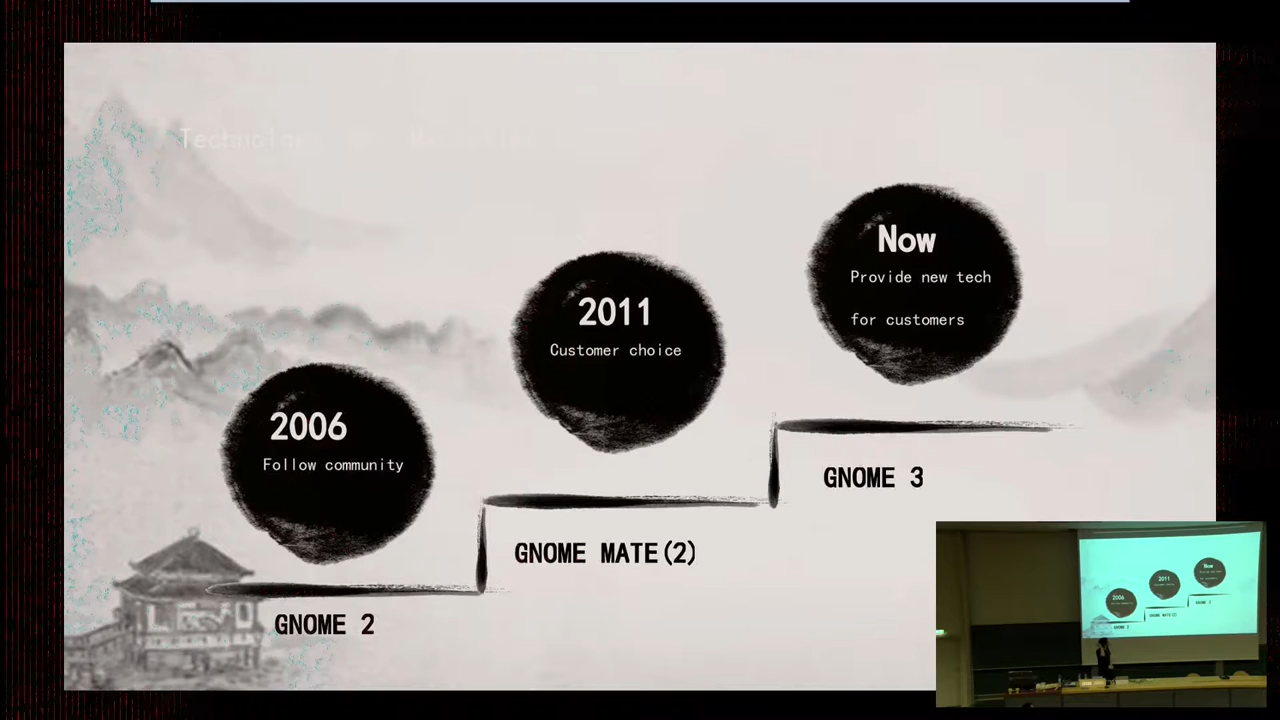 2006
Follow community
GNOME 2
2011
Customer choice
GNOME MATE(2)
Now
Provide new tech
for customers
GNOME 3